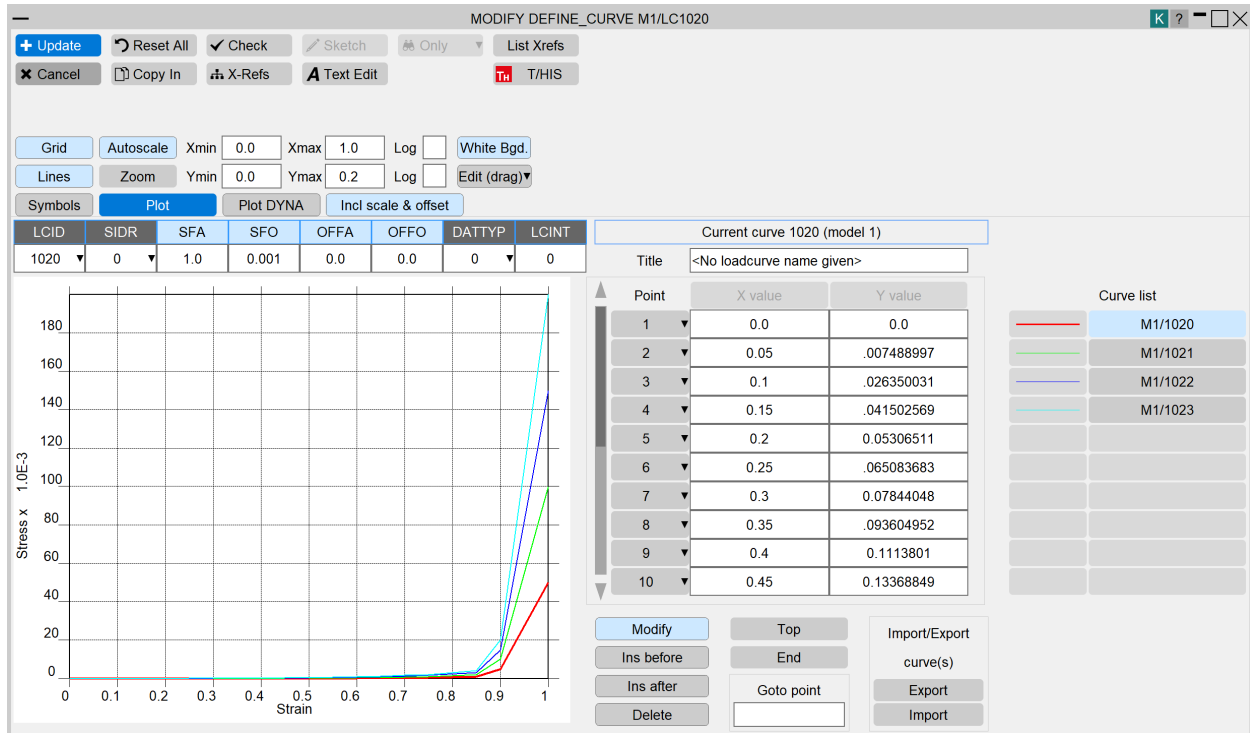 MODIFY DEFINE_CURVE M1/LC1020
K ?
Update Reset All Check Sketch Only List Xrefs
Cancel Copy In X-Refs A Text Edit TH T/HIS
Grid Autoscale Xmin 0.0 Xmax 1.0 Log White Bgd.
Lines Zoom Ymin 0.0 Ymax 0.2 Log Edit (drag)
Symbols Plot Plot DYNA Incl scale & offset
LCID SIDR SFA SFO OFFA OFFO DATTYP LCINT
1020 0 1.0 0.001 0.0 0.0 0 0
Current curve 1020 (model 1)
Title <No loadcurve name given>
Point X value Y value
1 0.0 0.0
2 0.05 .007488997
3 0.1 .026350031
4 0.15 .041502569
5 0.2 0.05306511
6 0.25 .065083683
7 0.3 0.07844048
8 0.35 .093604952
9 0.4 0.1113801
10 0.45 0.13368849
Curve list
M1/1020
M1/1021
M1/1022
M1/1023
180
160
140
120
100
80
60
40
20
0
Stress x 1.0E-3
0 0.1 0.2 0.3 0.4 0.5 0.6 0.7 0.8 0.9 1
Strain
Modify Top
Ins before End
Ins after Goto point
Delete
Import/Export
curve(s)
Export
Import